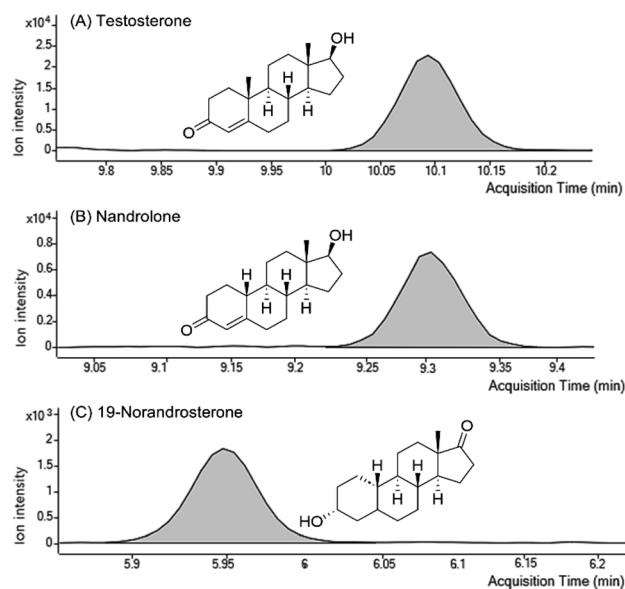 (A) Testosterone
x10⁴
Ion intensity
2.5
2
1.5
1
0.5
0
OH
H
H
H
O
9.8 9.85 9.9 9.95 10 10.05 10.1 10.15 10.2
Acquisition Time (min)
(B) Nandrolone
x10⁴
Ion intensity
0.8
0.6
0.4
0.2
0
OH
H
H
H
H
O
9.05 9.1 9.15 9.2 9.25 9.3 9.35 9.4
Acquisition Time (min)
(C) 19-Norandrosterone
x10³
Ion intensity
2
1.5
1
0.5
0
O
H
H
H
H
HO
5.9 5.95 6 6.05 6.1 6.15 6.2
Acquisition Time (min)